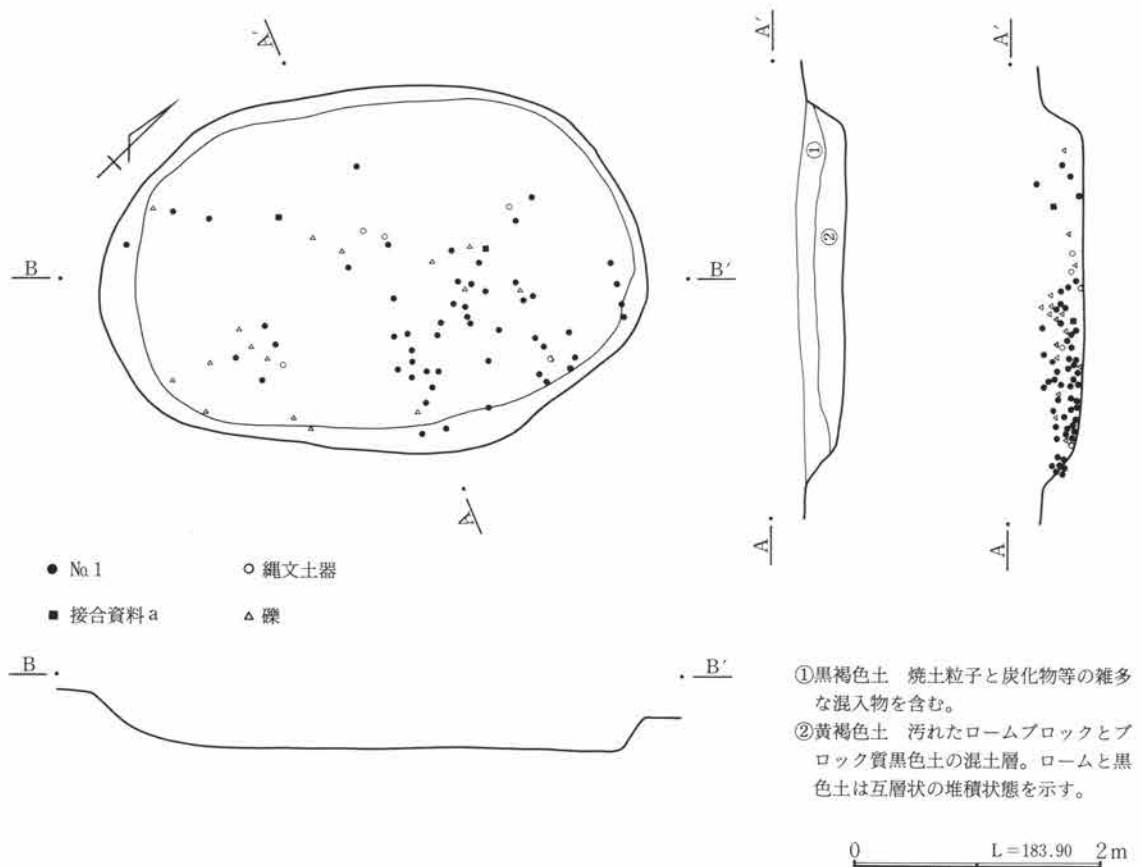 A′
A′
A′
①
②
B
B′
A
A
A
● No.1
○ 縄文土器
■ 接合資料a
△ 礫
B
B′
①黒褐色土　焼土粒子と炭化物等の雑多
な混入物を含む。
②黄褐色土　汚れたロームブロックとブ
ロック質黒色土の混土層。ロームと黒
色土は互層状の堆積状態を示す。
0　L=183.90　2m